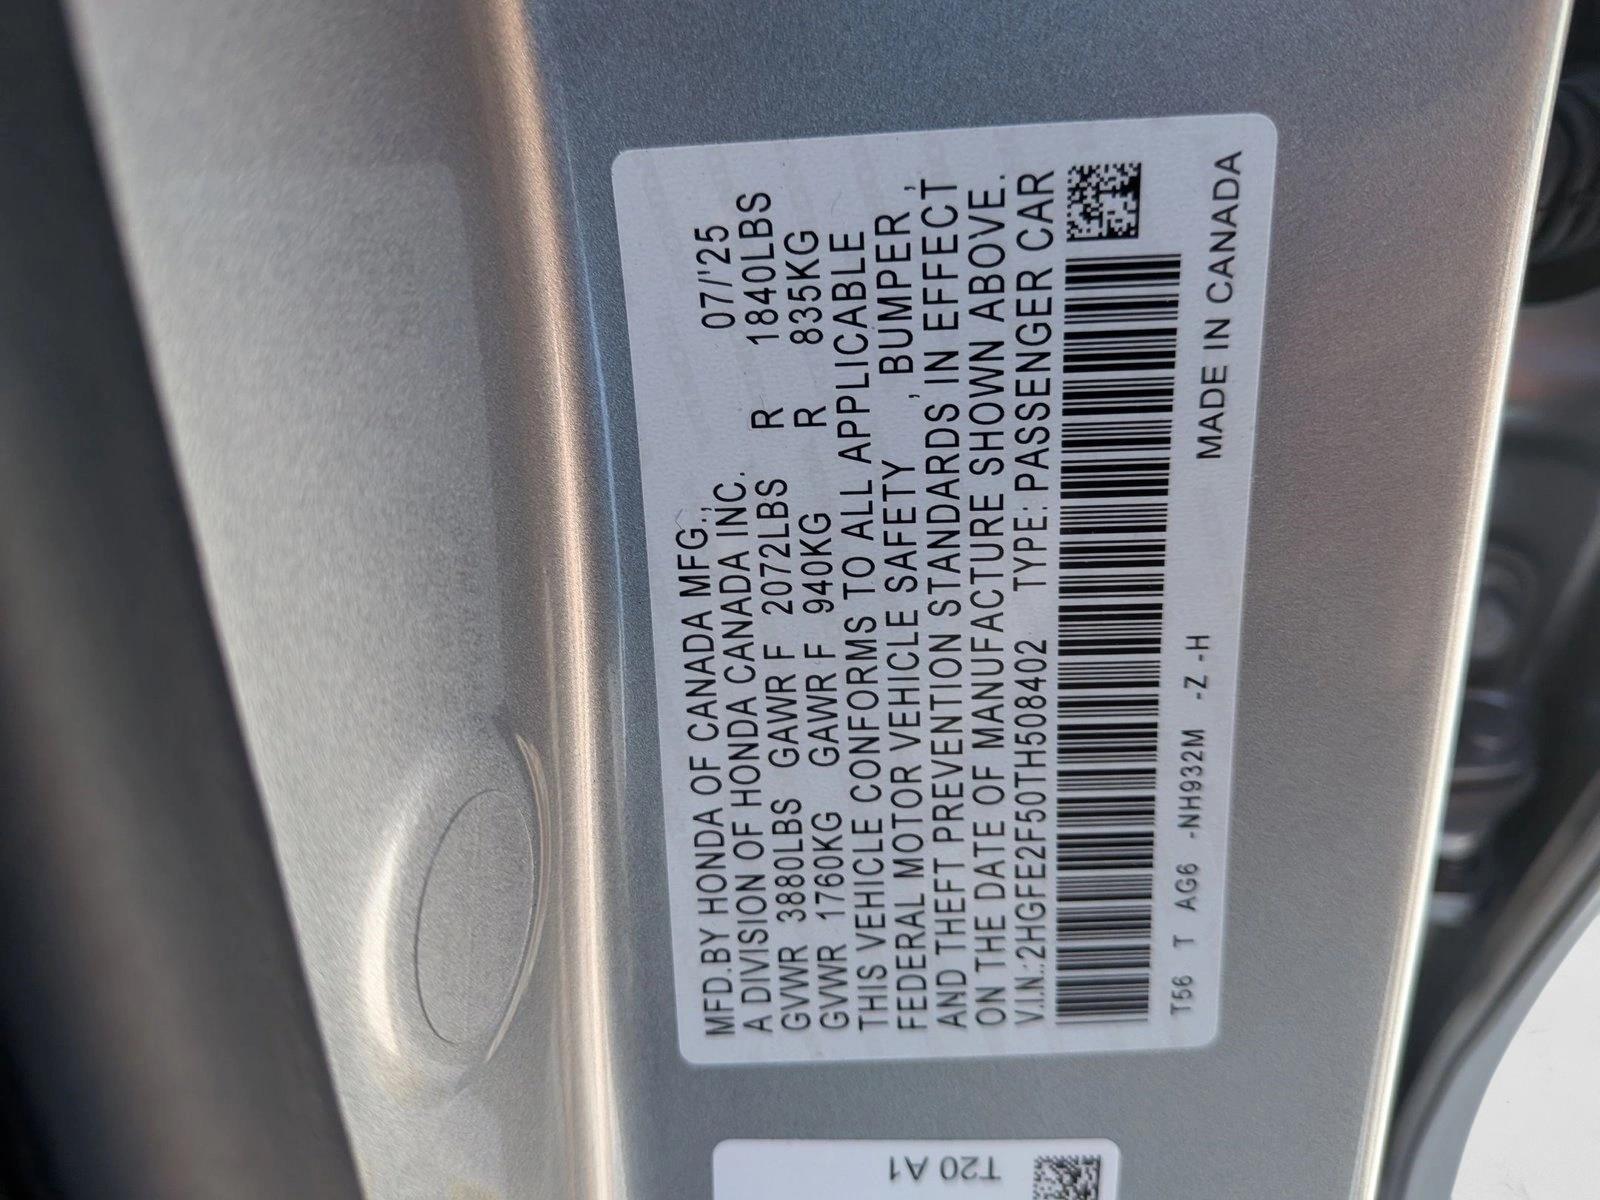 MFD.BY HONDA OF CANADA MFG.,
A DIVISION OF HONDA CANADA INC. 07/'25
GVWR 3880LBS GAWR F 2072LBS R 1840LBS
GVWR 1760KG GAWR F 940KG R 835KG
THIS VEHICLE CONFORMS TO ALL APPLICABLE
FEDERAL MOTOR VEHICLE SAFETY , BUMPER ,
AND THEFT PREVENTION STANDARDS IN EFFECT
ON THE DATE OF MANUFACTURE SHOWN ABOVE.
V.I.N.:2HGFE2F50TH508402 TYPE: PASSENGER CAR
T56 T AG6 -NH932M -Z -H MADE IN CANADA
T20 A1